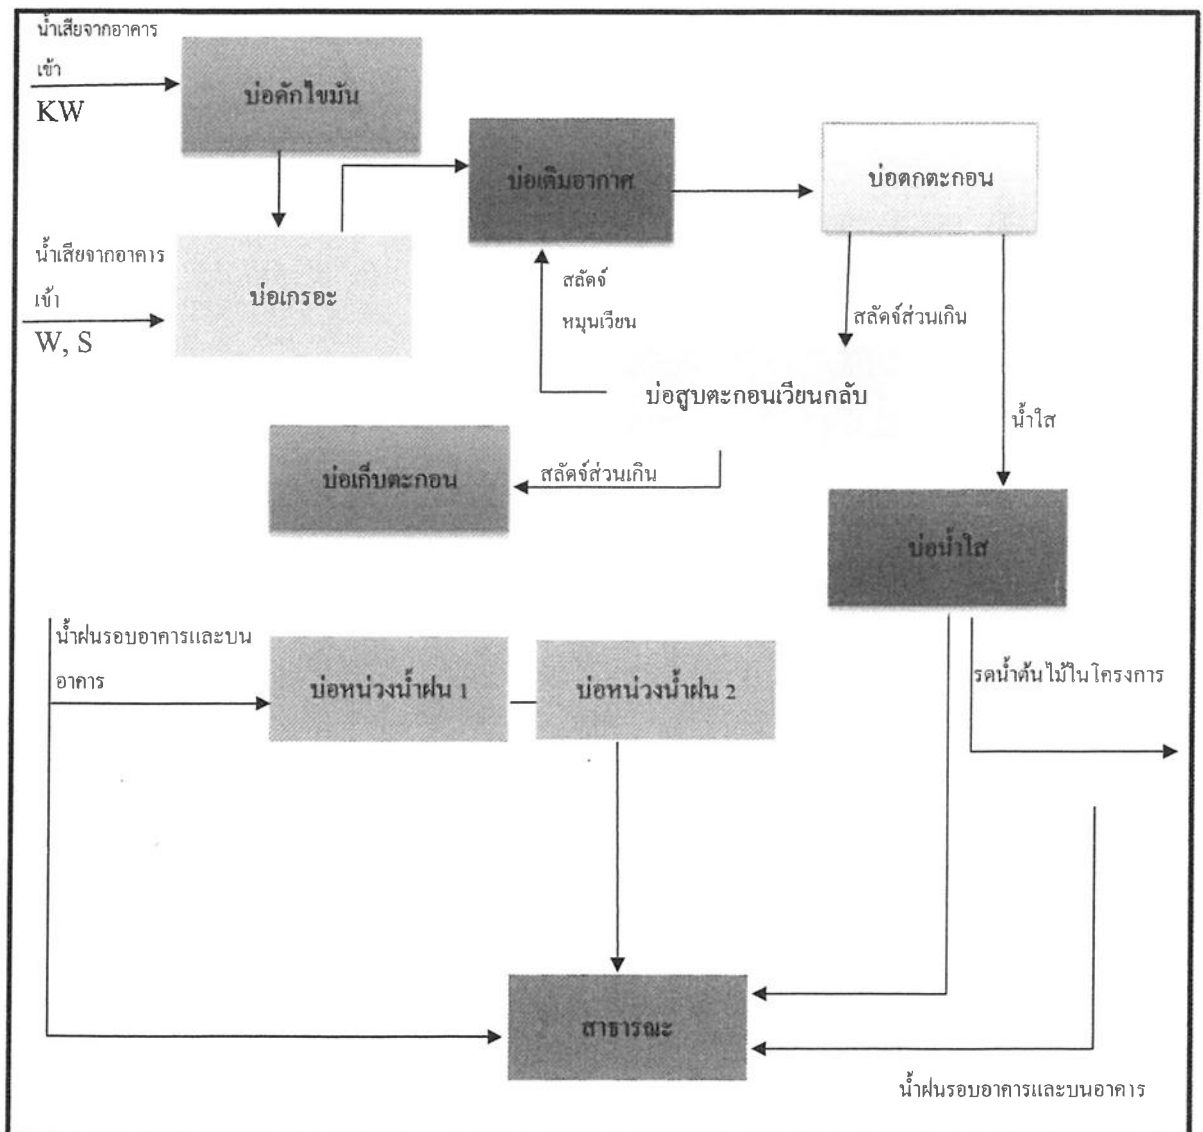 น้ำเสียจากอาคาร
เข้า
KW
บ่อดักไขมัน
บ่อเติมอากาศ
บ่อตกตะกอน
น้ำเสียจากอาคาร
เข้า
W, S
บ่อเกรอะ
สลัดจ์
หมุนเวียน
สลัดจ์ส่วนเกิน
บ่อสูบตะกอนเวียนกลับ
น้ำใส
บ่อเก็บตะกอน
สลัดจ์ส่วนเกิน
บ่อน้ำใส
น้ำฝนรอบอาคารและบน
อาคาร
บ่อหน่วงน้ำฝน 1
บ่อหน่วงน้ำฝน 2
รดน้ำต้นไม้ในโครงการ
สาธารณะ
น้ำฝนรอบอาคารและบนอาคาร